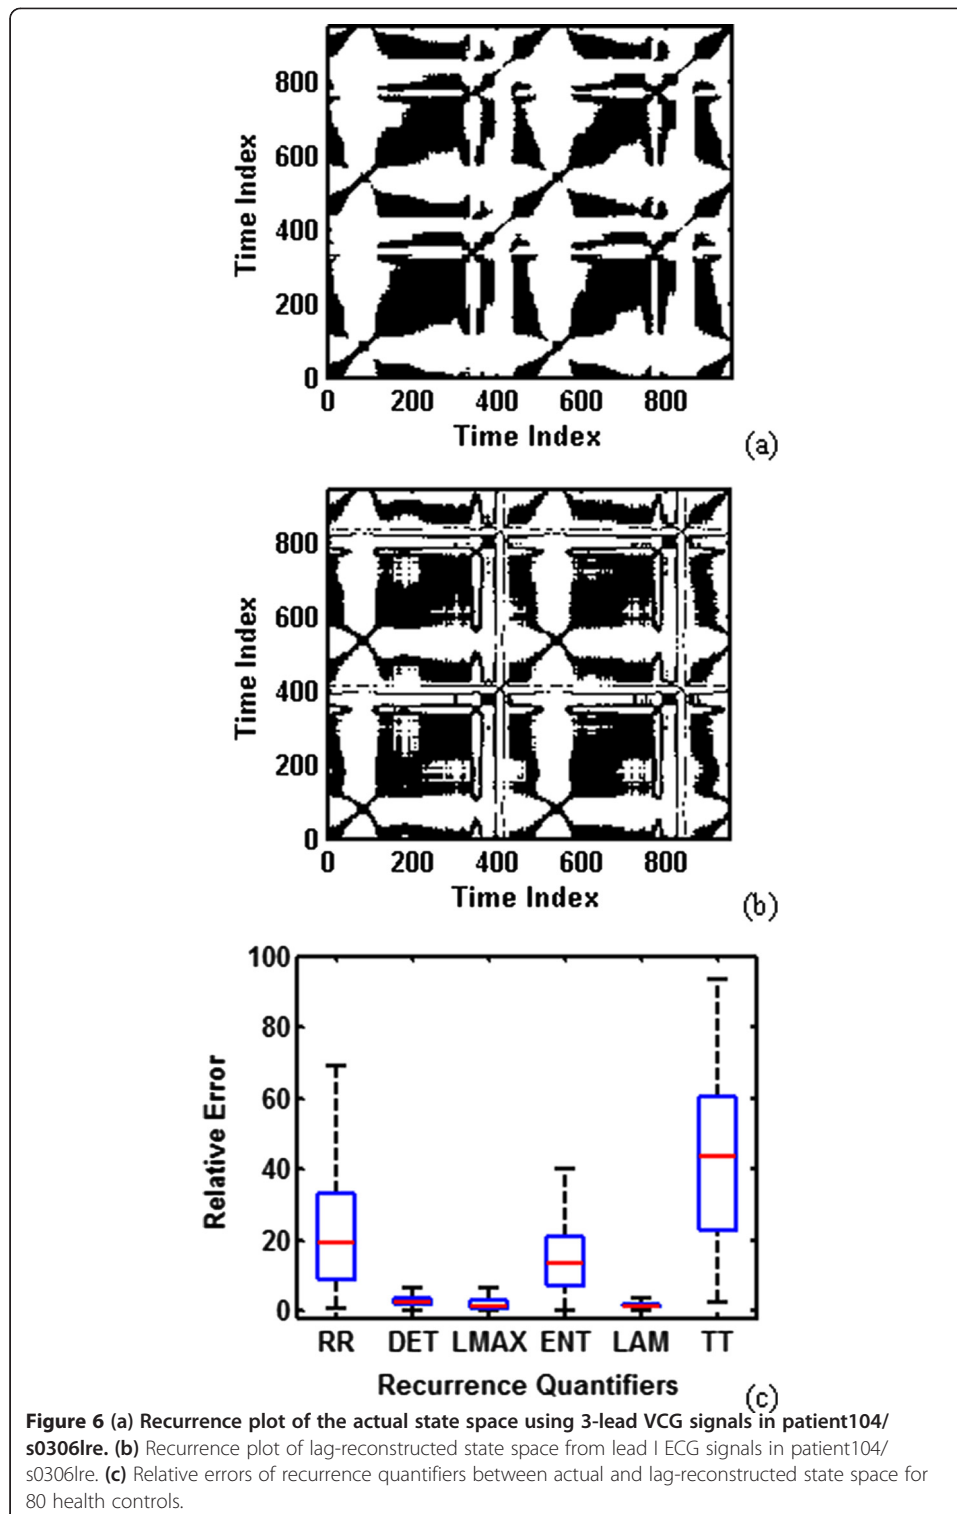 800
600
400
200
0
Time Index
0 200 400 600 800
Time Index
(a)
800
600
400
200
0
Time Index
0 200 400 600 800
Time Index
(b)
100
80
60
40
20
0
Relative Error
RR DET LMAX ENT LAM TT
Recurrence Quantifiers
(c)
Figure 6 (a) Recurrence plot of the actual state space using 3-lead VCG signals in patient104/
s0306lre. (b) Recurrence plot of lag-reconstructed state space from lead I ECG signals in patient104/
s0306lre. (c) Relative errors of recurrence quantifiers between actual and lag-reconstructed state space for
80 health controls.